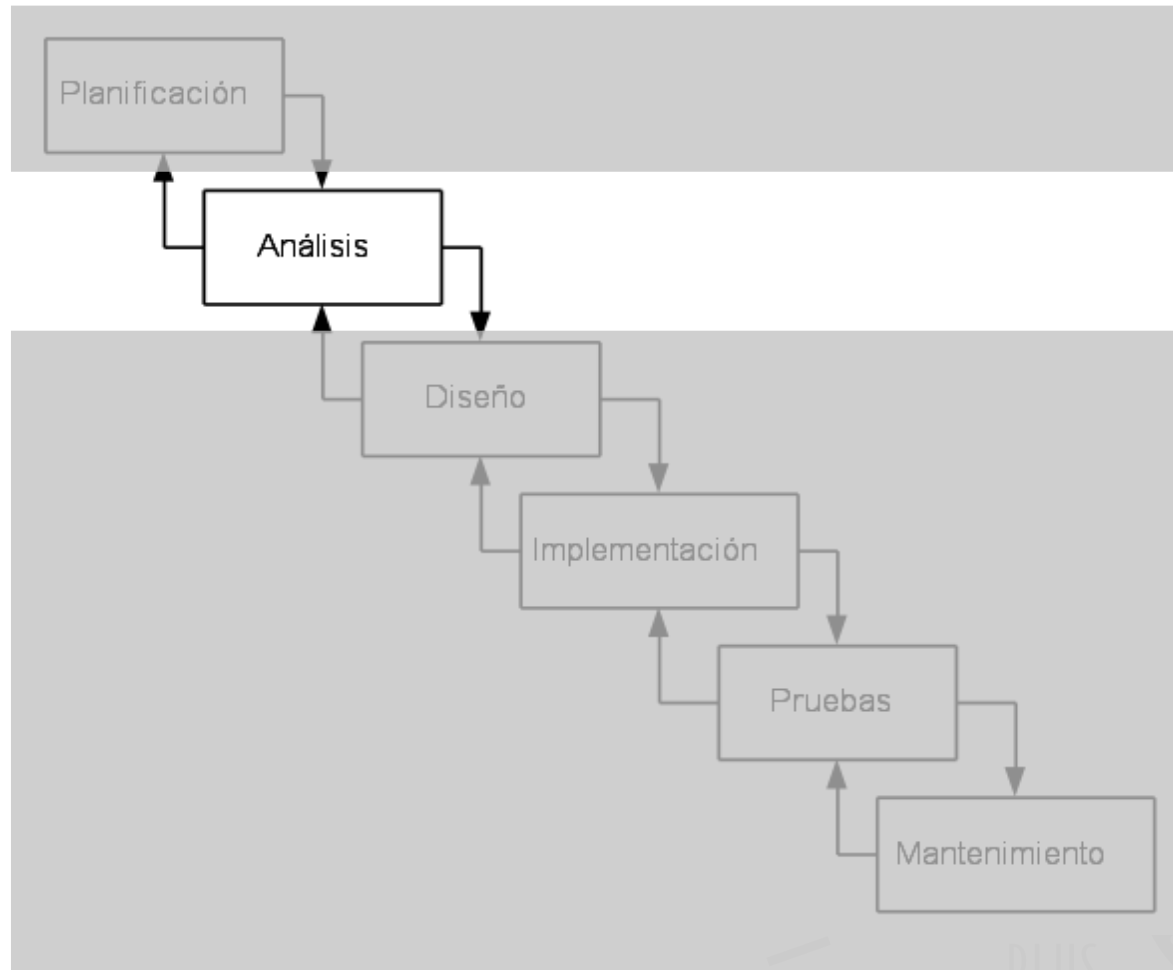 Planificación
Análisis
Diseño
Implementación
Pruebas
Mantenimiento